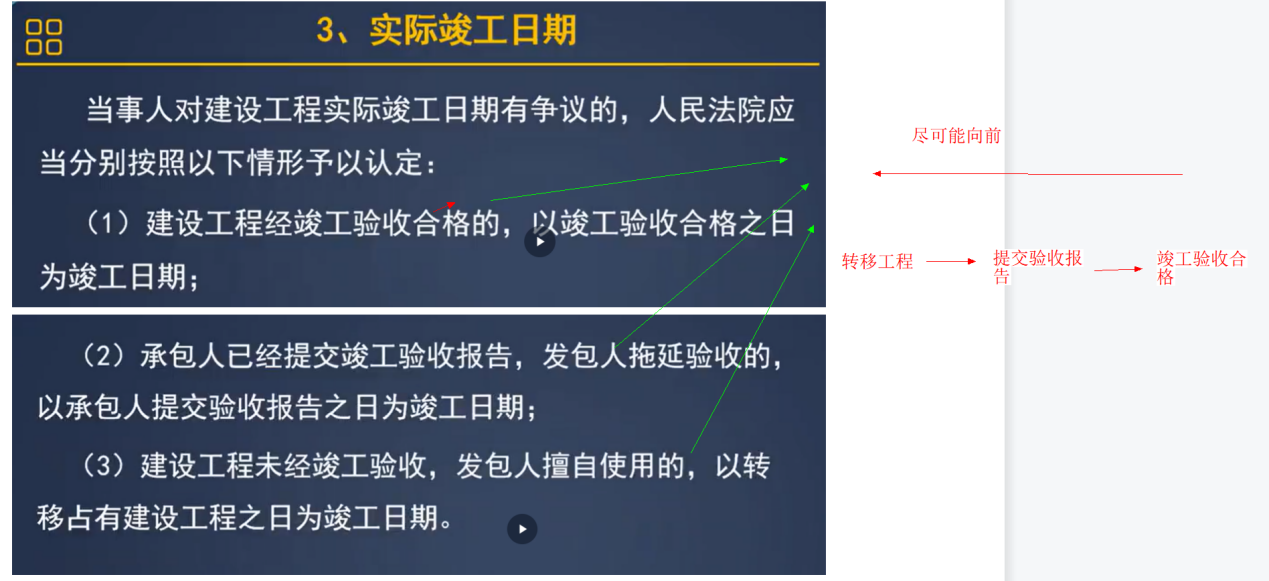 3、实际竣工日期
当事人对建设工程实际竣工日期有争议的，人民法院应
当分别按照以下情形予以认定：
（1）建设工程经竣工验收合格的，以竣工验收合格之日
为竣工日期；
（2）承包人已经提交竣工验收报告，发包人拖延验收的，
以承包人提交验收报告之日为竣工日期；
（3）建设工程未经竣工验收，发包人擅自使用的，以转
移占有建设工程之日为竣工日期。
尽可能向前
转移工程
提交验收报
告
竣工验收合
格